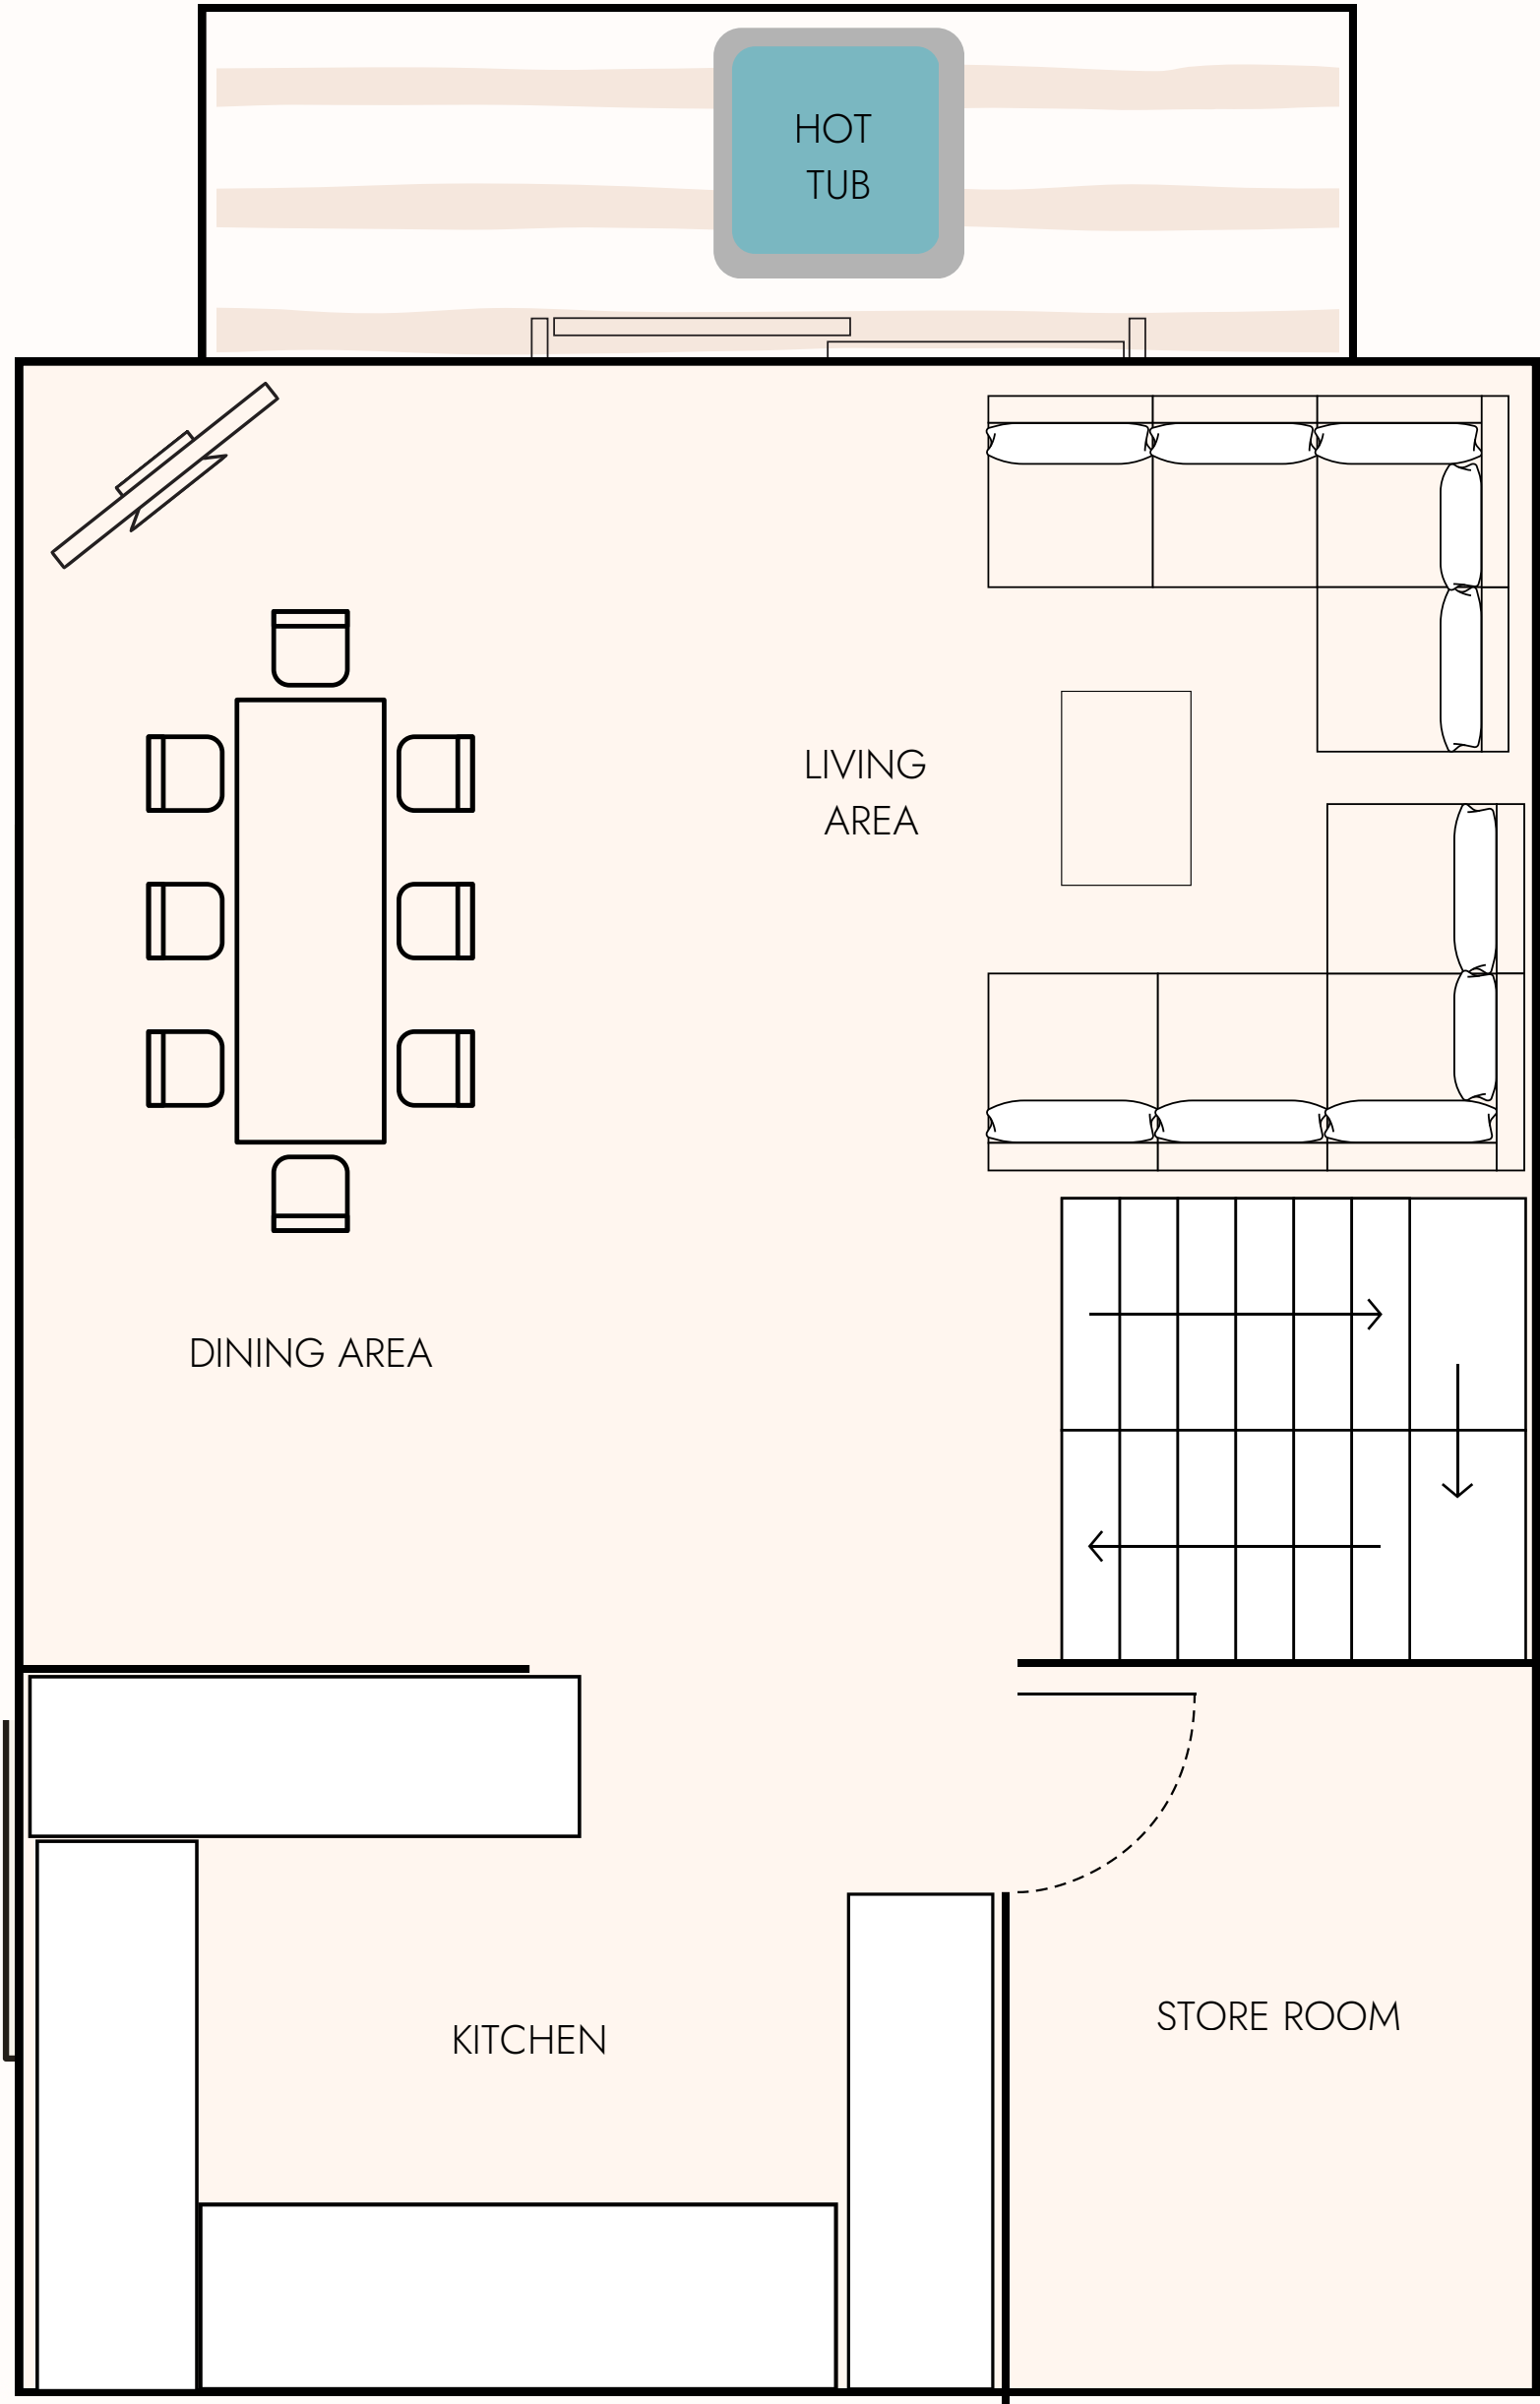 HOT
TUB
LIVING
AREA
DINING AREA
STORE ROOM
KITCHEN